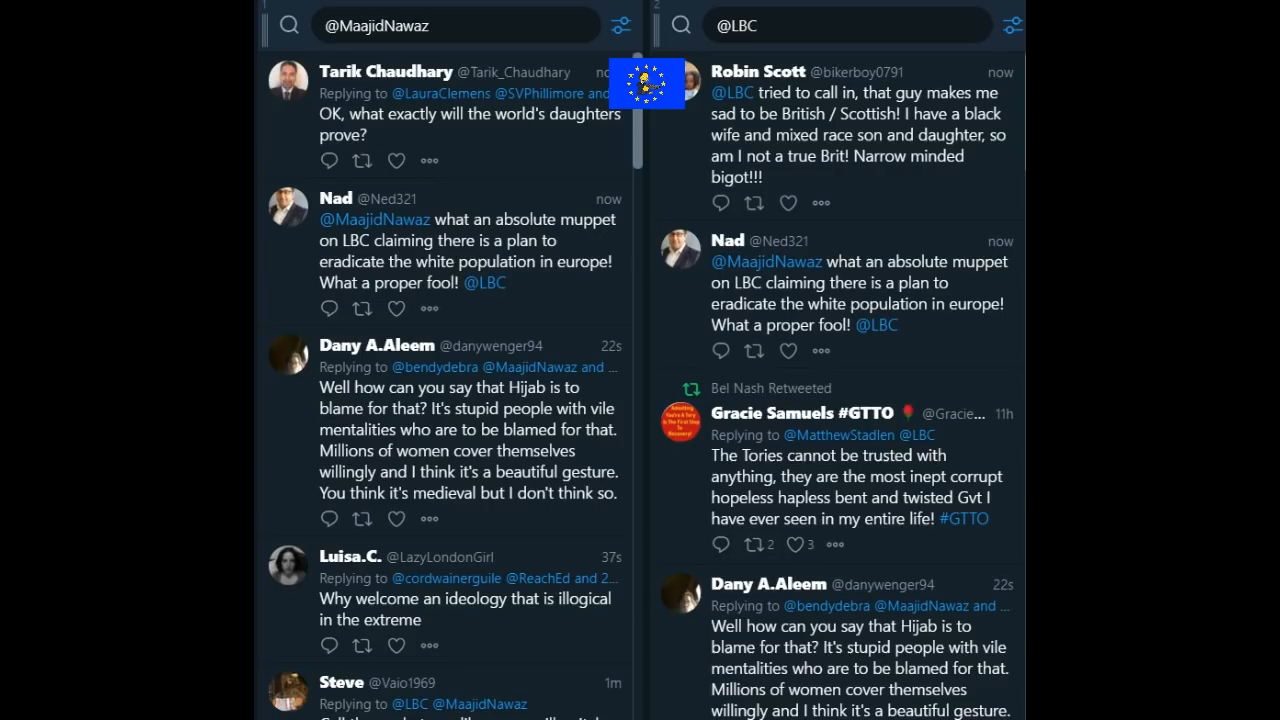 1
@MaajidNawaz
Tarik Chaudhary @Tarik_Chaudhary
Replying to @LauraClemens @SVPhillimore and
OK, what exactly will the world's daughters
prove?
Nad @Ned321 now
@MaajidNawaz what an absolute muppet
on LBC claiming there is a plan to
eradicate the white population in europe!
What a proper fool! @LBC
Dany A.Aleem @danywenger94 22s
Replying to @bendydebra @MaajidNawaz and ...
Well how can you say that Hijab is to
blame for that? It's stupid people with vile
mentalities who are to be blamed for that.
Millions of women cover themselves
willingly and I think it's a beautiful gesture.
You think it's medieval but I don't think so.
Luisa.C. @LazyLondonGirl 37s
Replying to @cordwainerguile @ReachEd and 2...
Why welcome an ideology that is illogical
in the extreme
Steve @Vaio1969 1m
Replying to @LBC @MaajidNawaz
2
@LBC
Robin Scott @bikerboy0791 now
@LBC tried to call in, that guy makes me
sad to be British / Scottish! I have a black
wife and mixed race son and daughter, so
am I not a true Brit! Narrow minded
bigot!!!
Nad @Ned321 now
@MaajidNawaz what an absolute muppet
on LBC claiming there is a plan to
eradicate the white population in europe!
What a proper fool! @LBC
Bel Nash Retweeted
Gracie Samuels #GTTO @Gracie... 11h
Replying to @MatthewStadlen @LBC
The Tories cannot be trusted with
anything, they are the most inept corrupt
hopeless hapless bent and twisted Gvt I
have ever seen in my entire life! #GTTO
2 3
Dany A.Aleem @danywenger94 22s
Replying to @bendydebra @MaajidNawaz and ...
Well how can you say that Hijab is to
blame for that? It's stupid people with vile
mentalities who are to be blamed for that.
Millions of women cover themselves
willingly and I think it's a beautiful gesture.